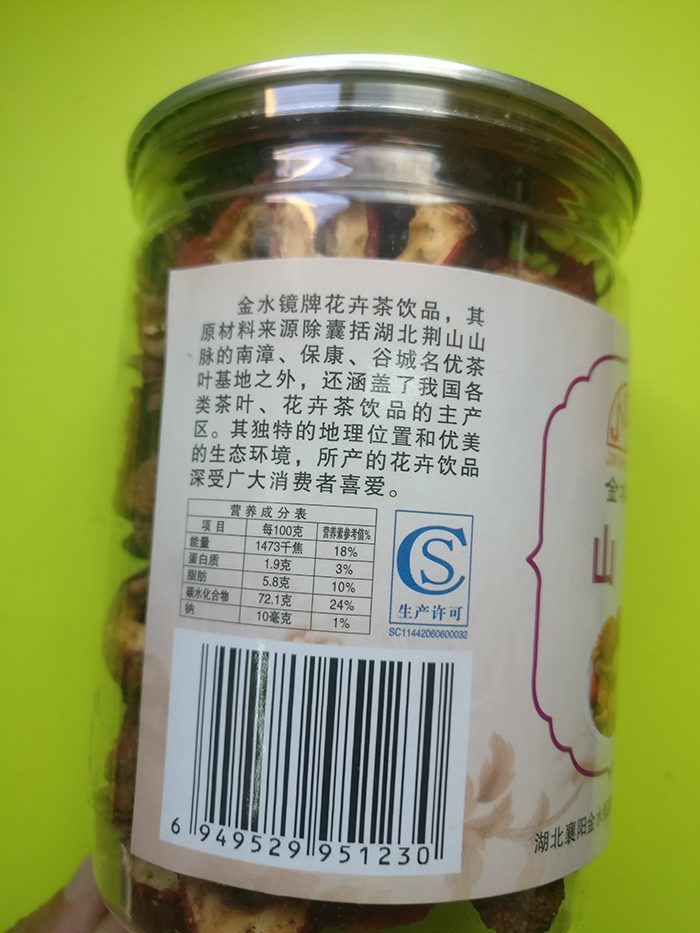 金水镜牌花卉茶饮品，其
原材料来源除囊括湖北荆山山
脉的南漳、保康、谷城名优茶
叶基地之外，还涵盖了我国各
类茶叶、花卉茶饮品的主产
区。其独特的地理位置和优美
的生态环境，所产的花卉饮品
深受广大消费者喜爱。
营养成分表
项目 每100克 营养素参考值%
能量 1473千焦 18%
蛋白质 1.9克 3%
脂肪 5.8克 10%
碳水化合物 72.1克 24%
钠 10毫克 1%
生产许可
SC11442060600032
6 949529 951230
金水
山
湖北襄阳金水